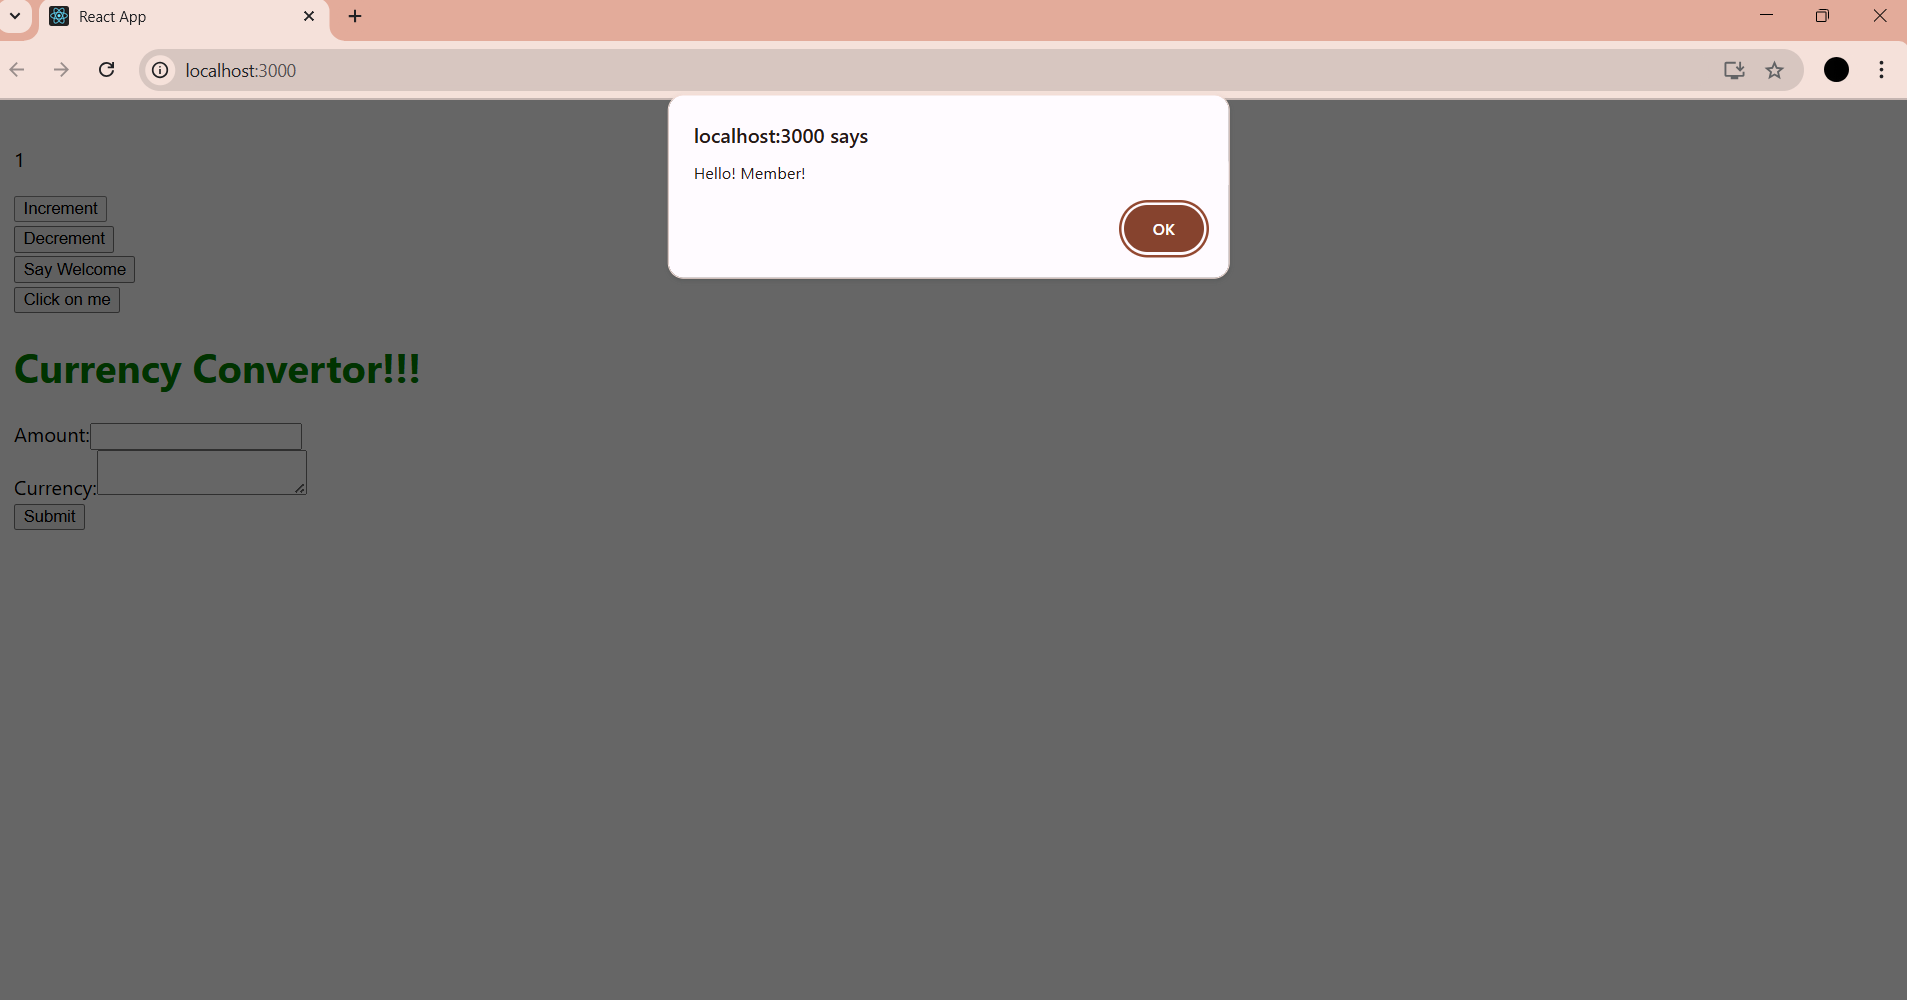 React App
localhost:3000
localhost:3000 says
Hello! Member!
OK
1
Increment
Decrement
Say Welcome
Click on me
Currency Convertor!!!
Amount:
Currency:
Submit